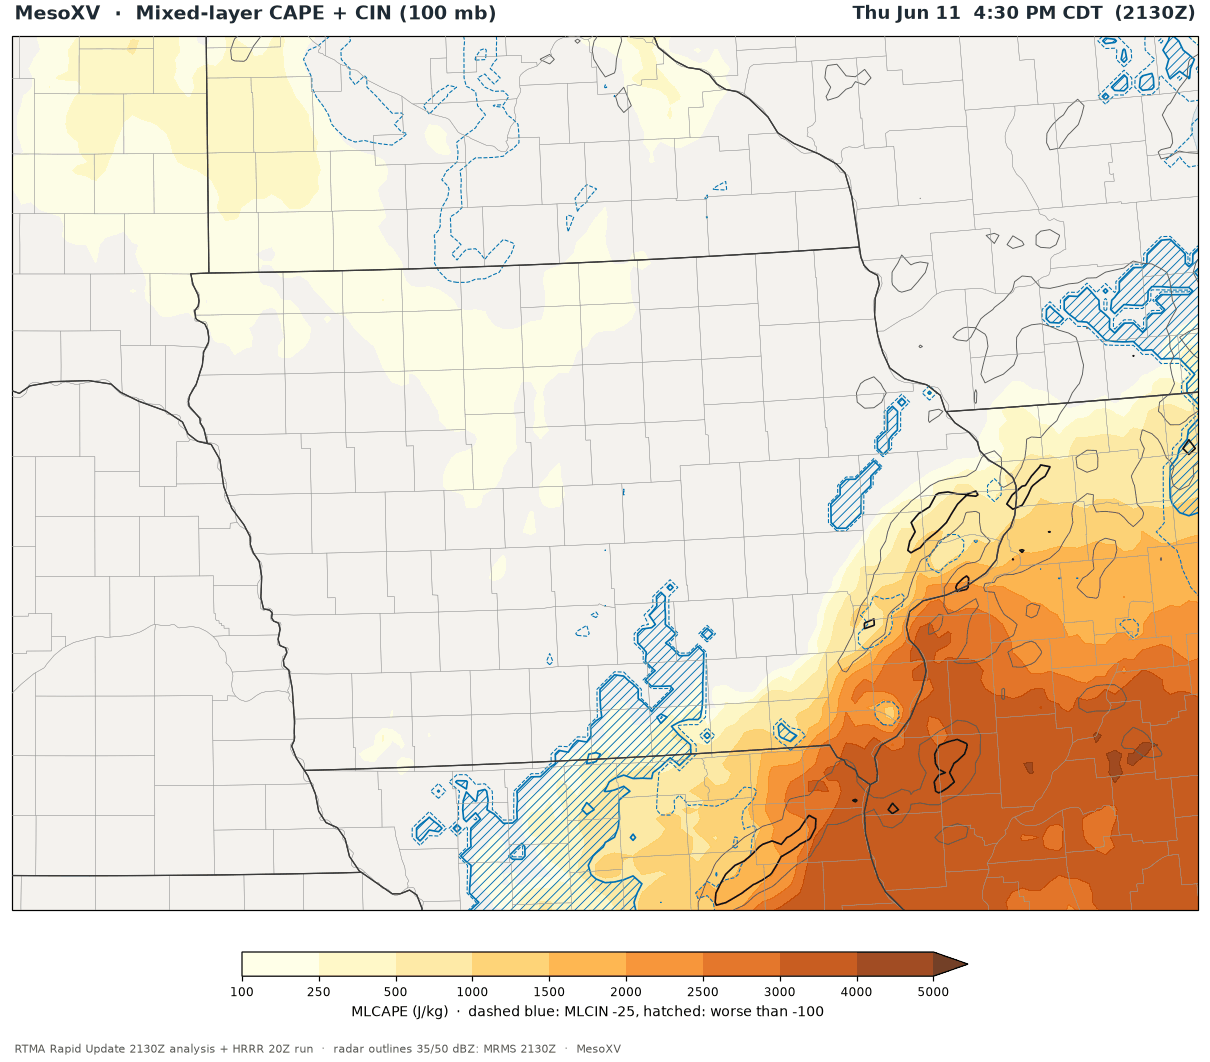 MesoXV · Mixed-layer CAPE + CIN (100 mb)
Thu Jun 11 4:30 PM CDT (2130Z)
100 250 500 1000 1500 2000 2500 3000 4000 5000
MLCAPE (J/kg) · dashed blue: MLCIN -25, hatched: worse than -100
RTMA Rapid Update 2130Z analysis + HRRR 20Z run · radar outlines 35/50 dBZ: MRMS 2130Z · MesoXV